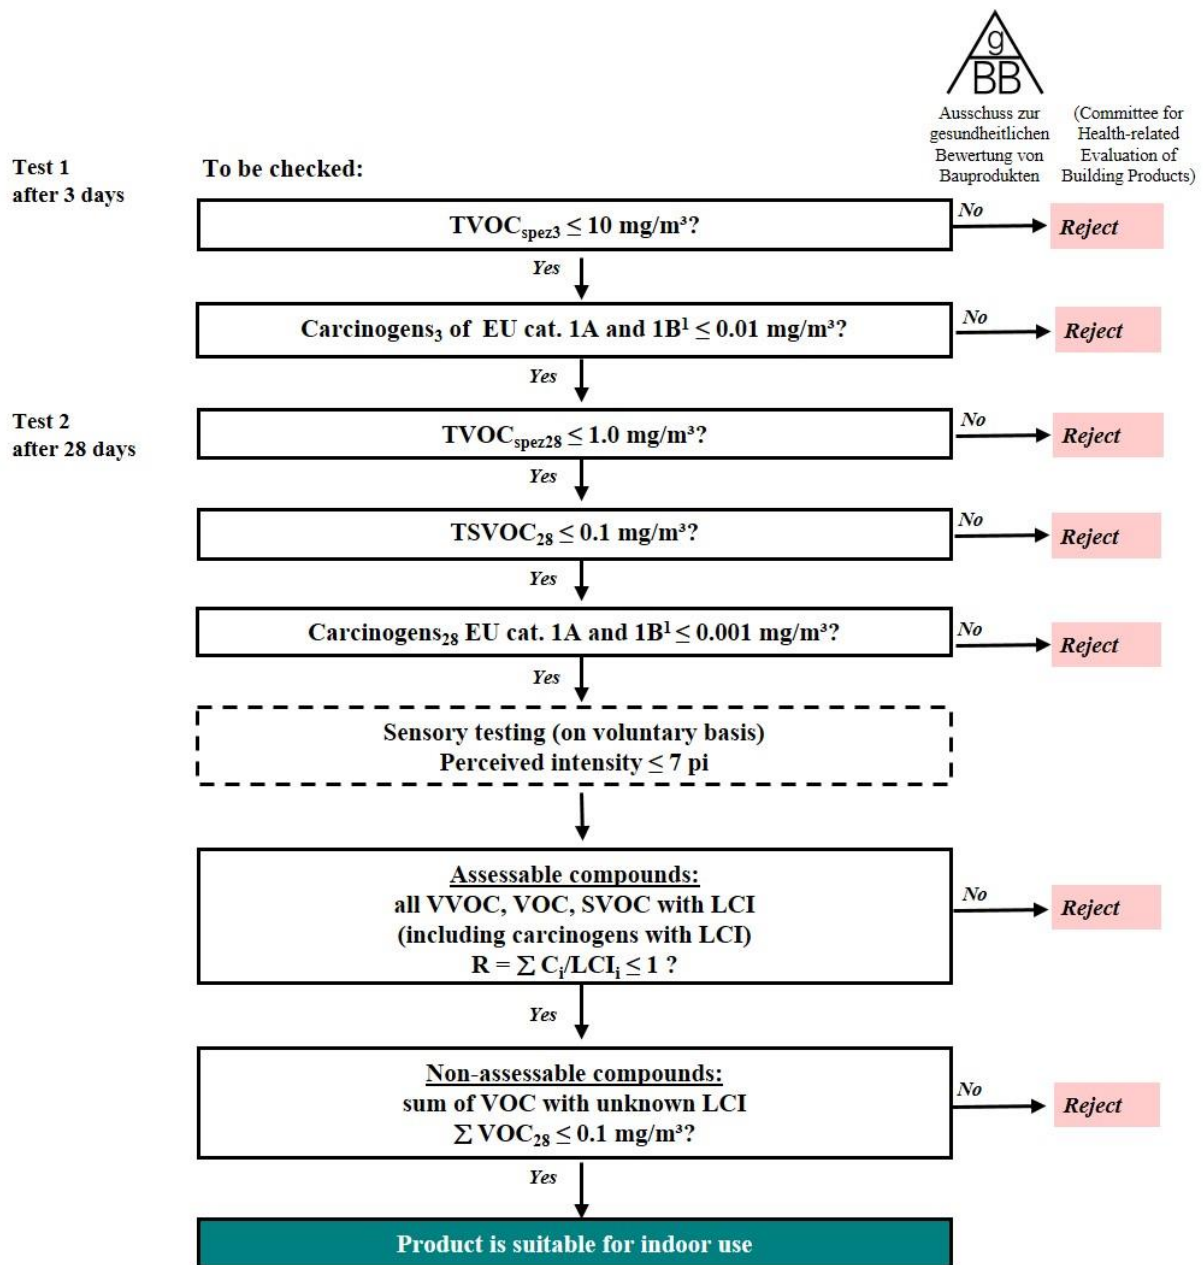 g
BB
Ausschuss zur
gesundheitlichen
Bewertung von
Bauprodukten
(Committee for
Health-related
Evaluation of
Building Products)
Test 1
after 3 days
To be checked:
TVOCspez3 ≤ 10 mg/m³?
No
Reject
Yes
Carcinogens3 of EU cat. 1A and 1B¹ ≤ 0.01 mg/m³?
No
Reject
Yes
Test 2
after 28 days
TVOCspez28 ≤ 1.0 mg/m³?
No
Reject
Yes
TSVOC28 ≤ 0.1 mg/m³?
No
Reject
Yes
Carcinogens28 EU cat. 1A and 1B¹ ≤ 0.001 mg/m³?
No
Reject
Yes
Sensory testing (on voluntary basis)
Perceived intensity ≤ 7 pi
Assessable compounds:
all VVOC, VOC, SVOC with LCI
(including carcinogens with LCI)
R = ∑ Ci/LCIi ≤ 1 ?
No
Reject
Yes
Non-assessable compounds:
sum of VOC with unknown LCI
∑ VOC28 ≤ 0.1 mg/m³?
No
Reject
Yes
Product is suitable for indoor use